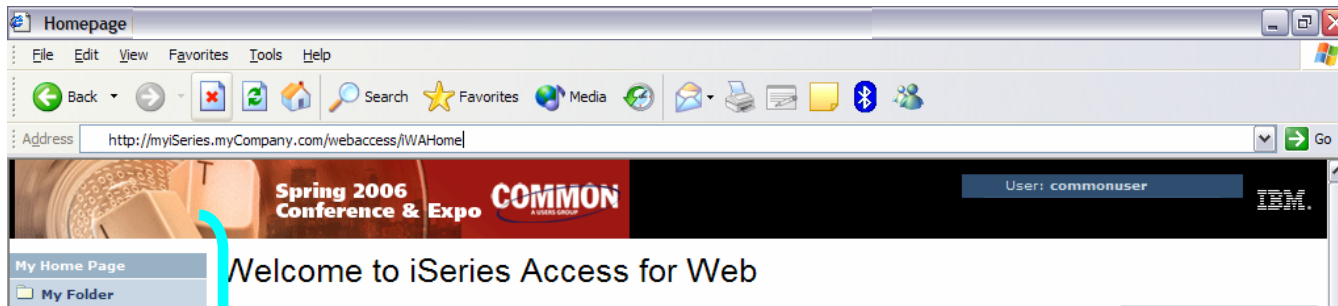 Homepage
File Edit View Favorites Tools Help
Back Search Favorites Media
Address http://myiSeries.myCompany.com/webaccess/iWAHome Go
T
Spring 2006
Conference & Expo
COMMON
A USERS GROUP
User: commonuser
IBM.
My Home Page
My Folder
Welcome to iSeries Access for Web